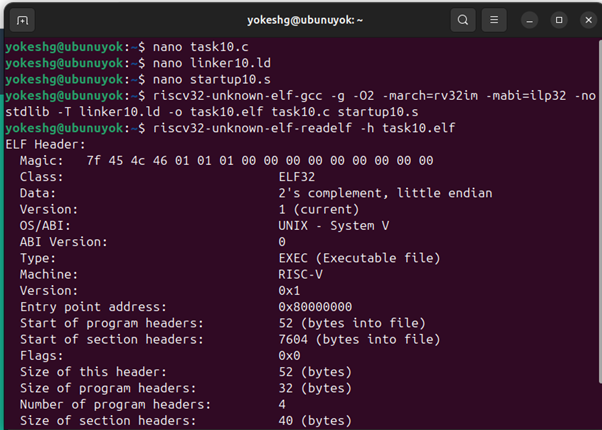 yokeshg@ubunuyok: ~
yokeshg@ubunuyok:~$ nano task10.c
yokeshg@ubunuyok:~$ nano linker10.ld
yokeshg@ubunuyok:~$ nano startup10.s
yokeshg@ubunuyok:~$ riscv32-unknown-elf-gcc -g -O2 -march=rv32im -mabi=ilp32 -no
stdlib -T linker10.ld -o task10.elf task10.c startup10.s
yokeshg@ubunuyok:~$ riscv32-unknown-elf-readelf -h task10.elf
ELF Header:
  Magic:   7f 45 4c 46 01 01 01 00 00 00 00 00 00 00 00 00
  Class:                             ELF32
  Data:                              2's complement, little endian
  Version:                           1 (current)
  OS/ABI:                            UNIX - System V
  ABI Version:                       0
  Type:                              EXEC (Executable file)
  Machine:                           RISC-V
  Version:                           0x1
  Entry point address:               0x80000000
  Start of program headers:          52 (bytes into file)
  Start of section headers:          7604 (bytes into file)
  Flags:                             0x0
  Size of this header:               52 (bytes)
  Size of program headers:           32 (bytes)
  Number of program headers:         4
  Size of section headers:           40 (bytes)